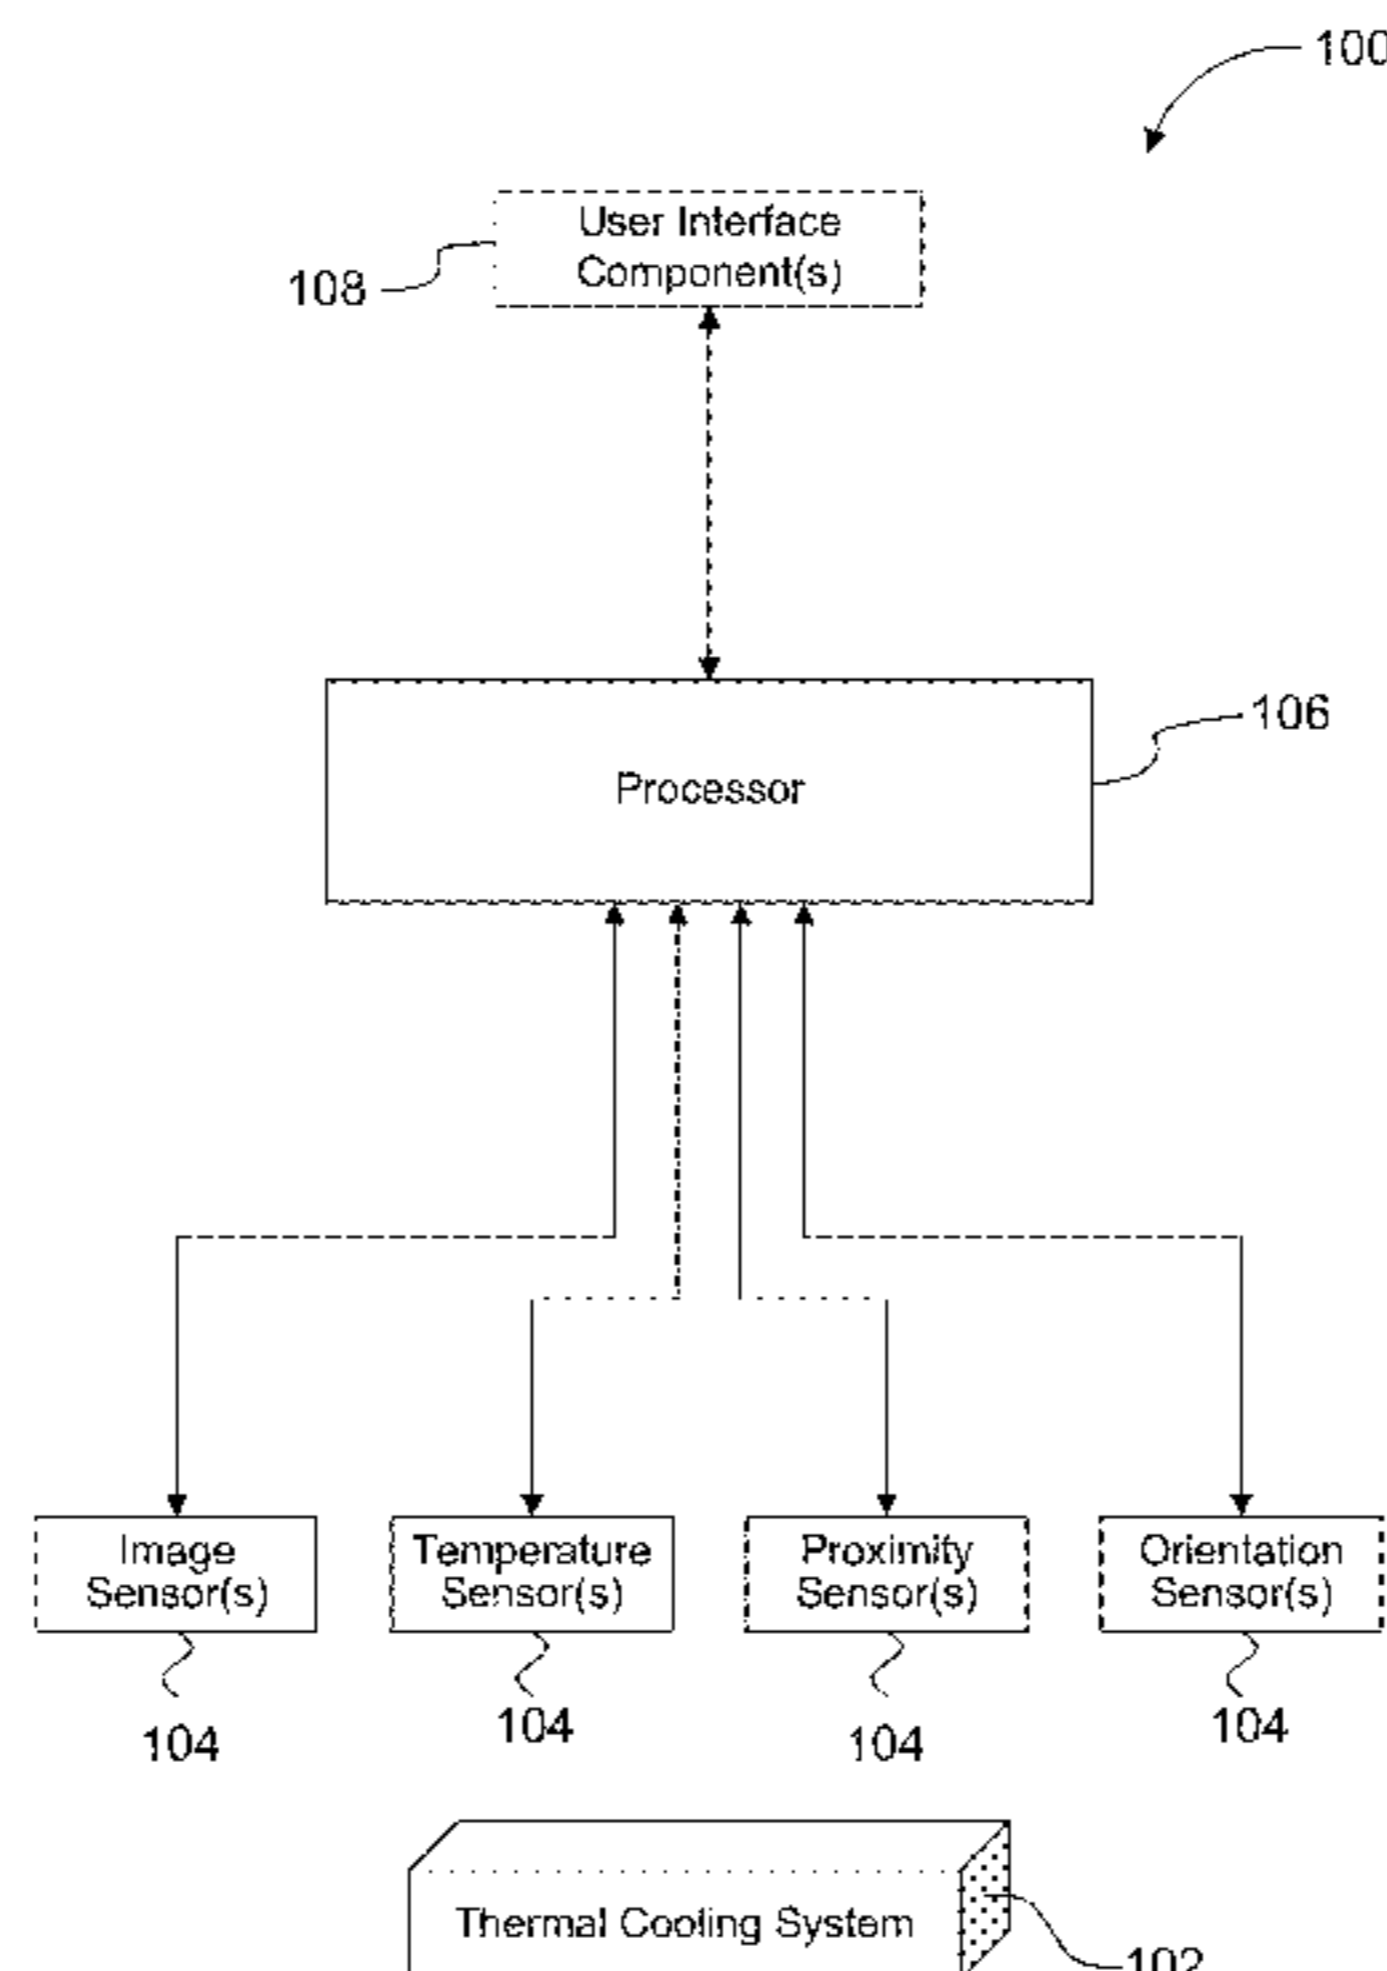 100
User Interface
Component(s)
108
106
Processor
Image
Sensor(s)
Temperature
Sensor(s)
Proximity
Sensor(s)
Orientation
Sensor(s)
104
104
104
104
Thermal Cooling System
102